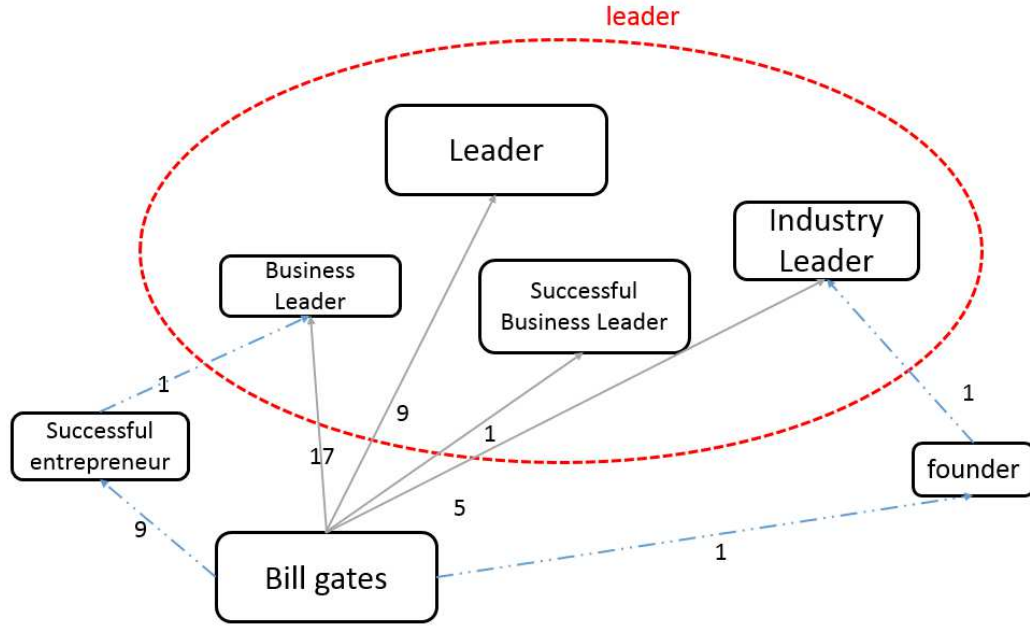 leader
Leader
Industry
Leader
Business
Leader
Successful
Business Leader
1
9
1
1
Successful
entrepreneur
17
founder
5
9
1
Bill gates